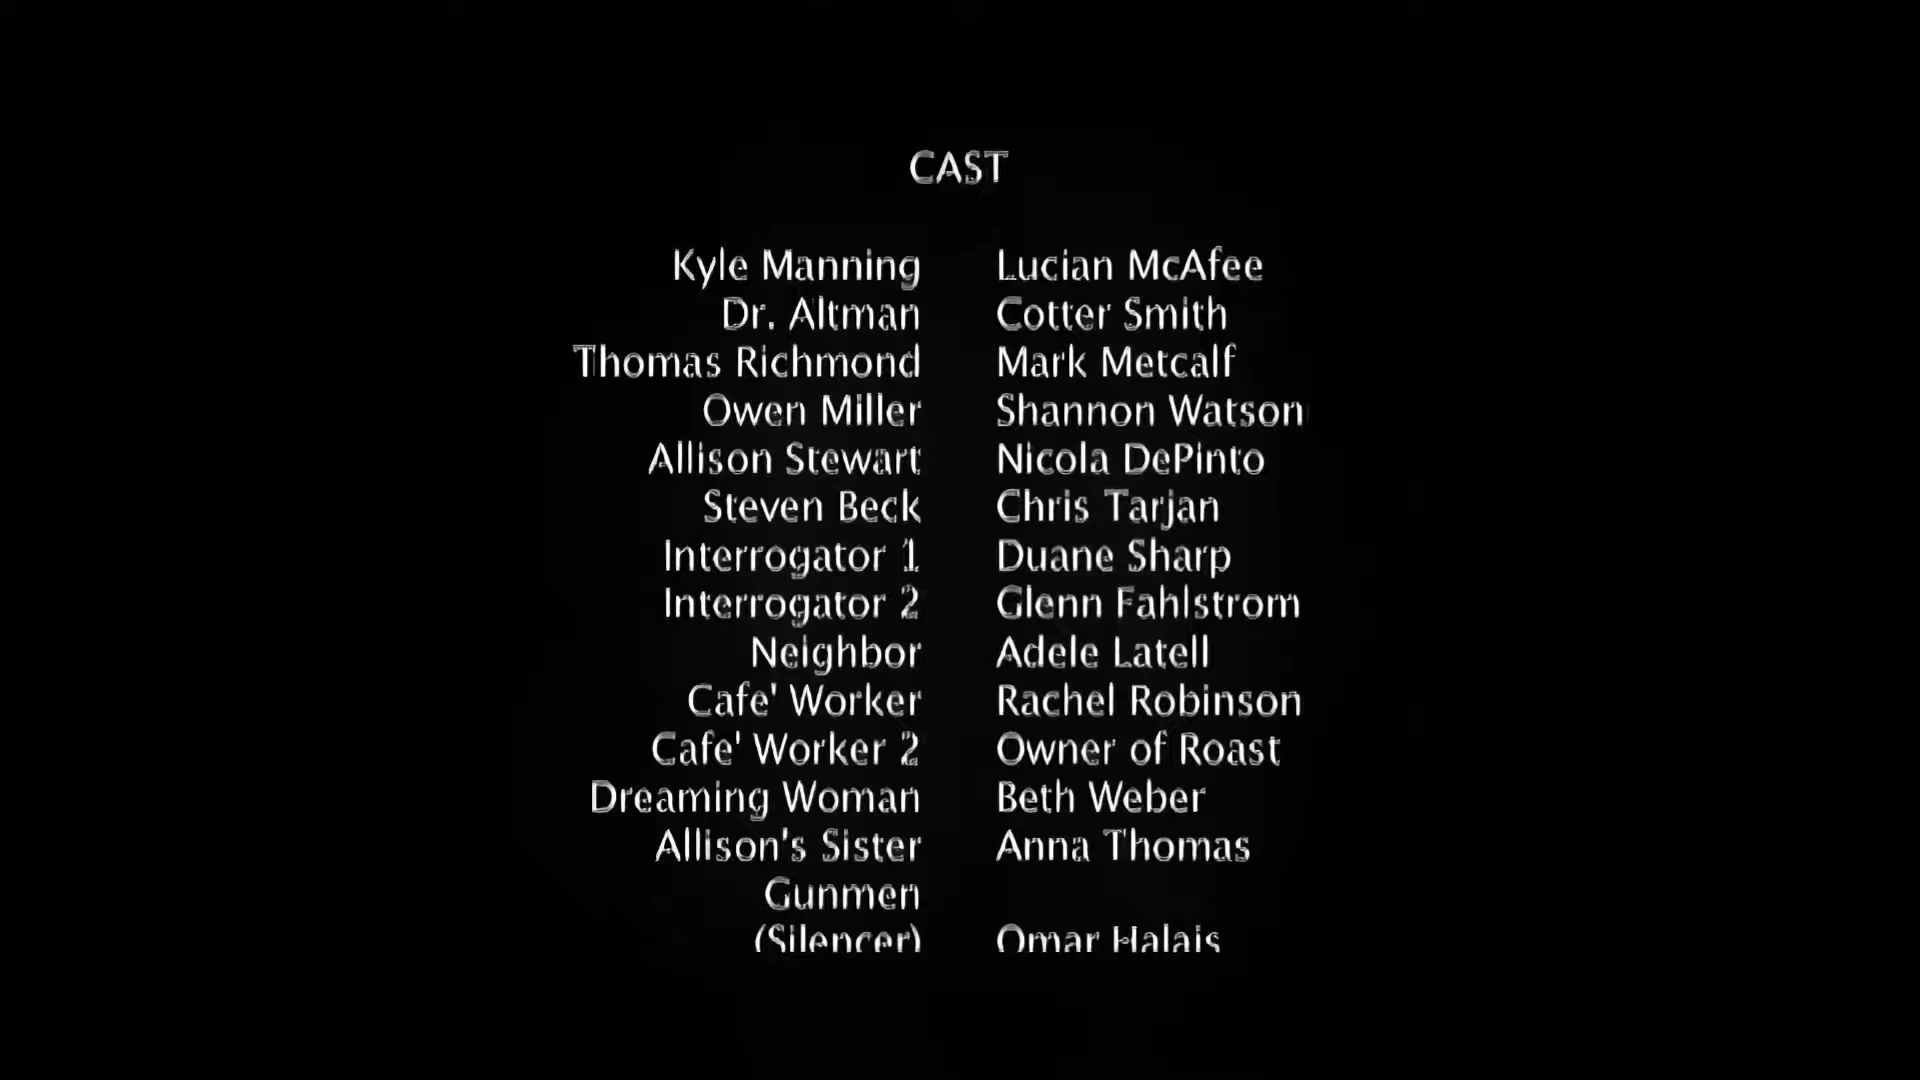 CAST
Kyle Manning Lucian McAfee
Dr. Altman Cotter Smith
Thomas Richmond Mark Metcalf
Owen Miller Shannon Watson
Allison Stewart Nicola DePinto
Steven Beck Chris Tarjan
Interrogator 1 Duane Sharp
Interrogator 2 Glenn Fahlstrom
Neighbor Adele Latell
Cafe' Worker Rachel Robinson
Cafe' Worker 2 Owner of Roast
Dreaming Woman Beth Weber
Allison's Sister Anna Thomas
Gunmen
(Silencer) Omar Halais